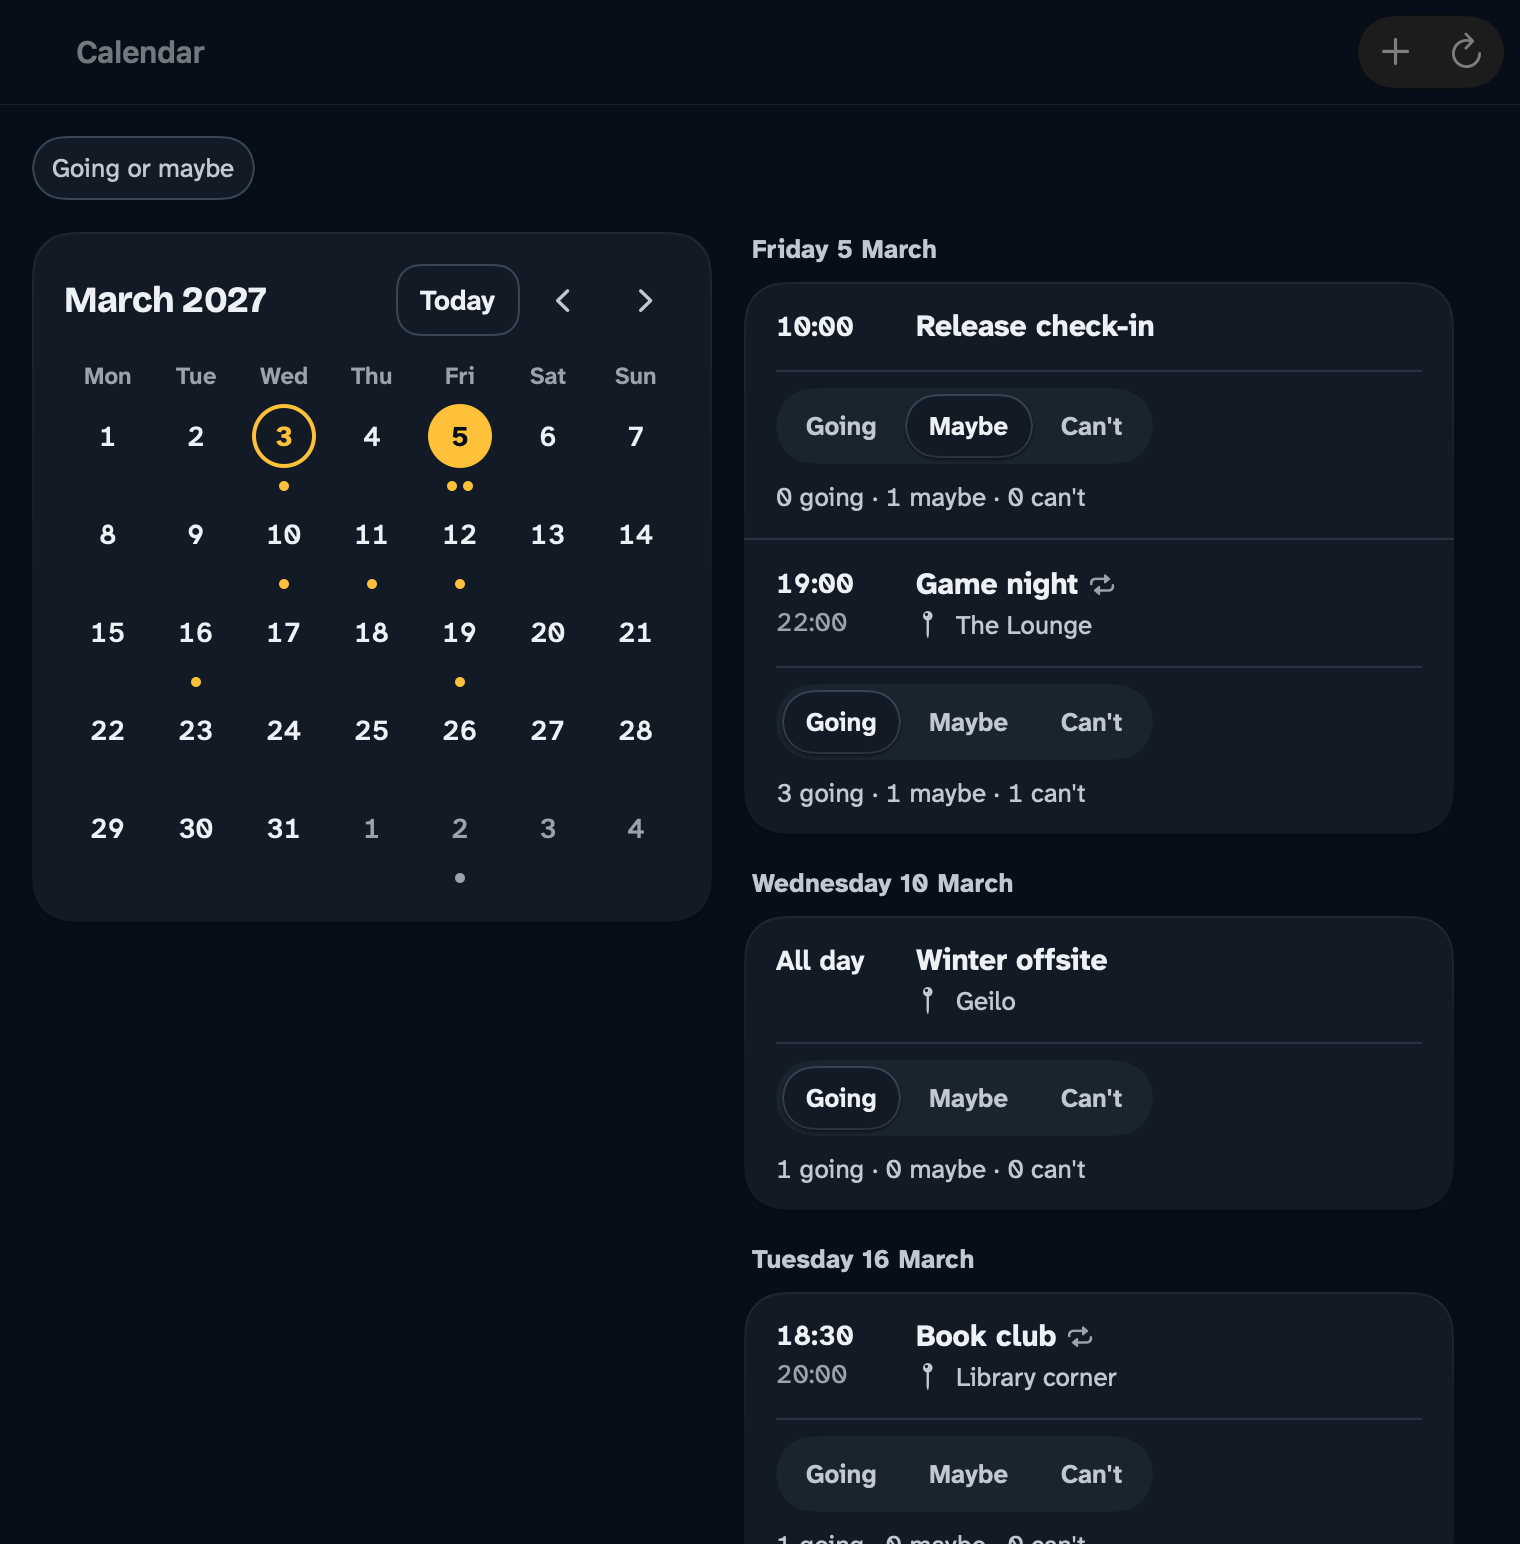 Calendar
Going or maybe
March 2027
Today
Mon Tue Wed Thu Fri Sat Sun
1 2 3 4 5 6 7
8 9 10 11 12 13 14
15 16 17 18 19 20 21
22 23 24 25 26 27 28
29 30 31 1 2 3 4
Friday 5 March
10:00 Release check-in
Going Maybe Can't
0 going · 1 maybe · 0 can't
19:00 Game night
22:00 The Lounge
Going Maybe Can't
3 going · 1 maybe · 1 can't
Wednesday 10 March
All day Winter offsite
Geilo
Going Maybe Can't
1 going · 0 maybe · 0 can't
Tuesday 16 March
18:30 Book club
20:00 Library corner
Going Maybe Can't
1 going · 0 maybe · 0 can't